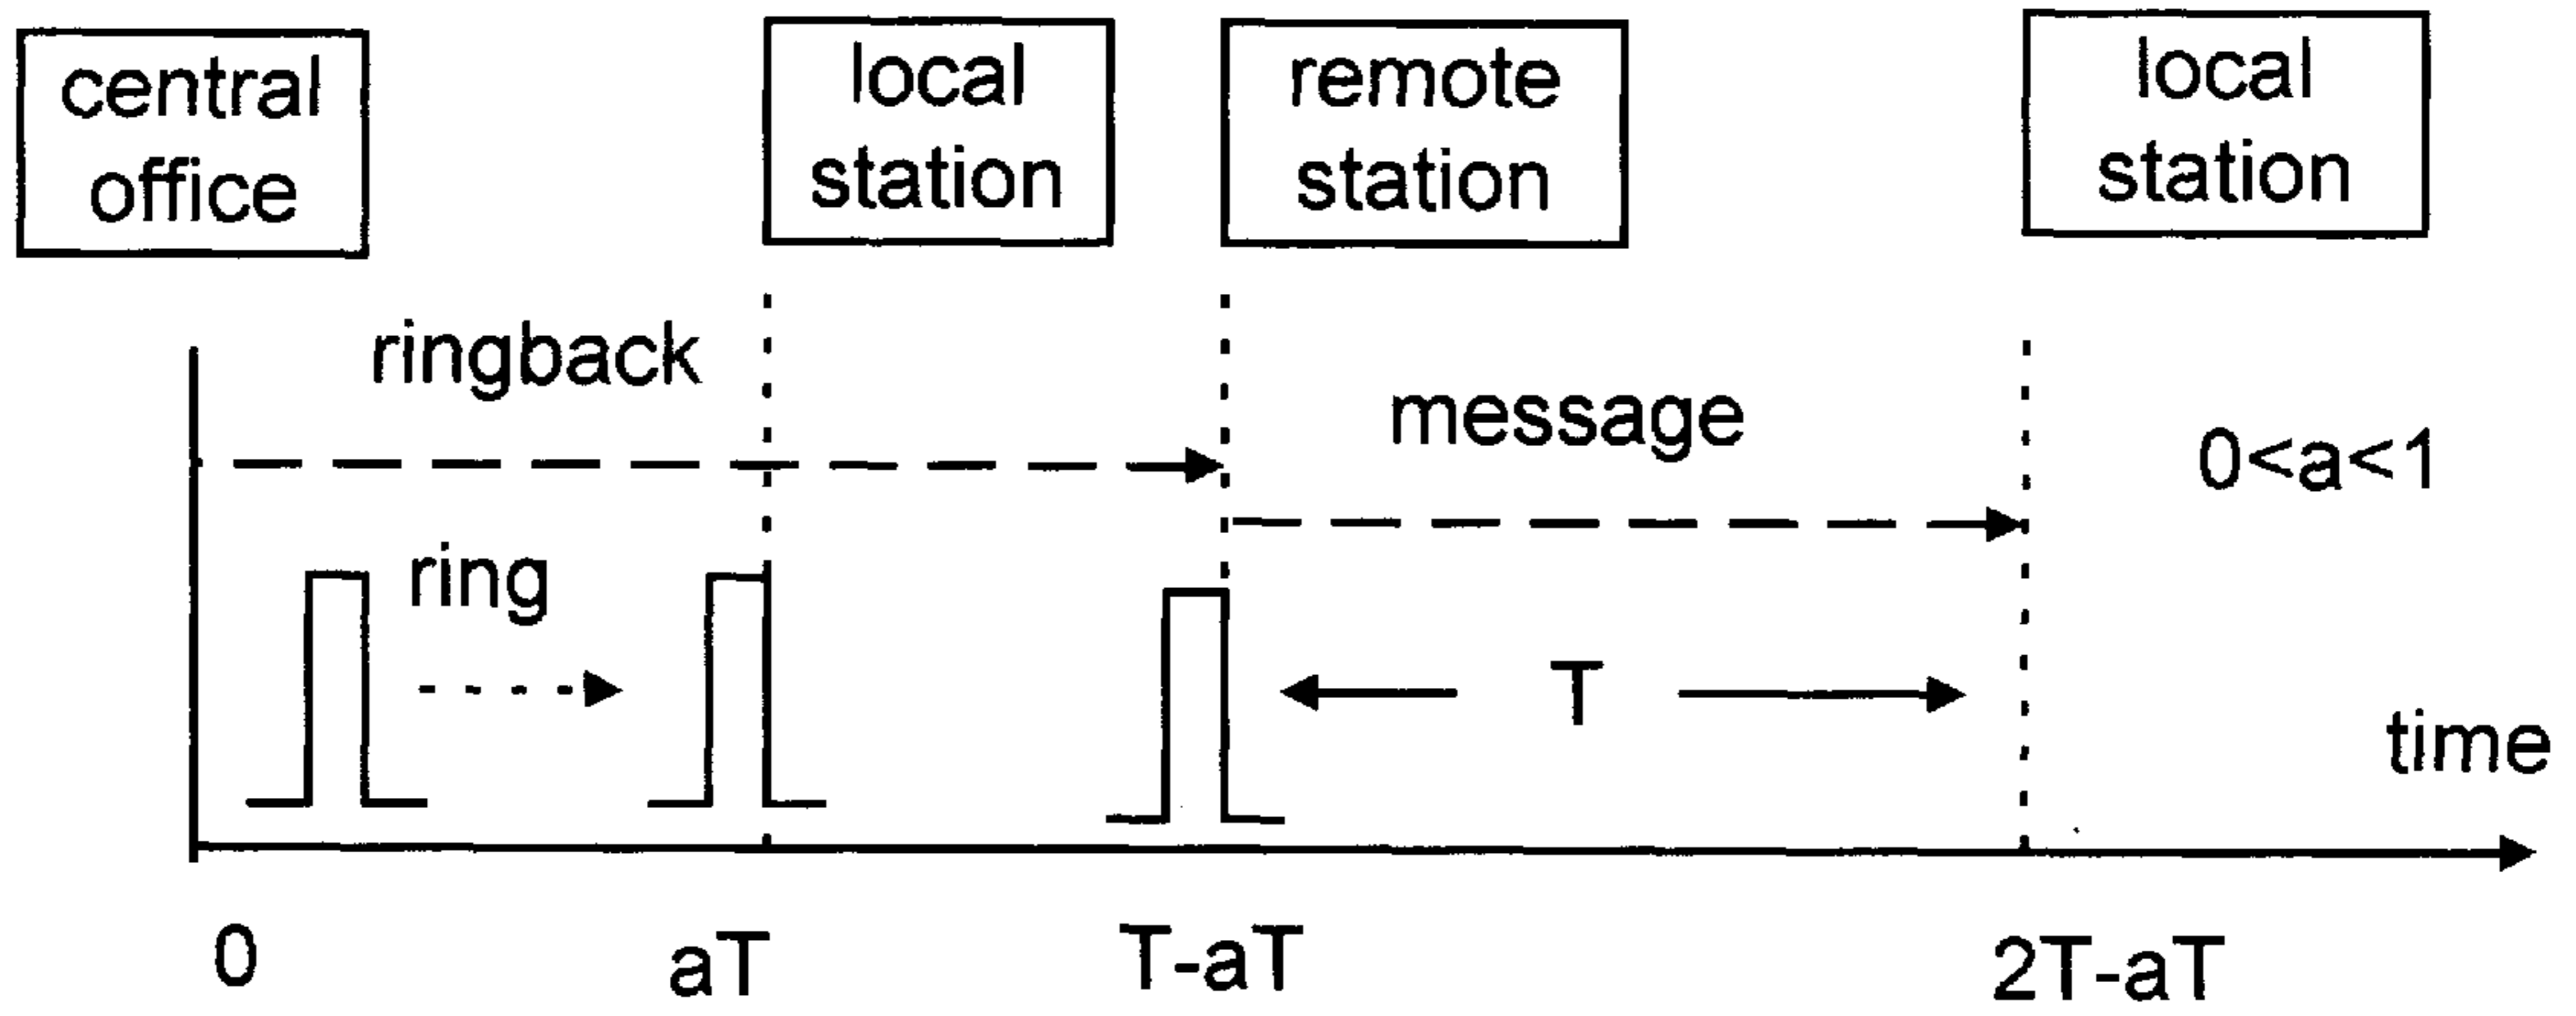 central
office
local
station
remote
station
local
station
ringback
message
0<a<1
ring
T
time
0
aT
T-aT
2T-aT